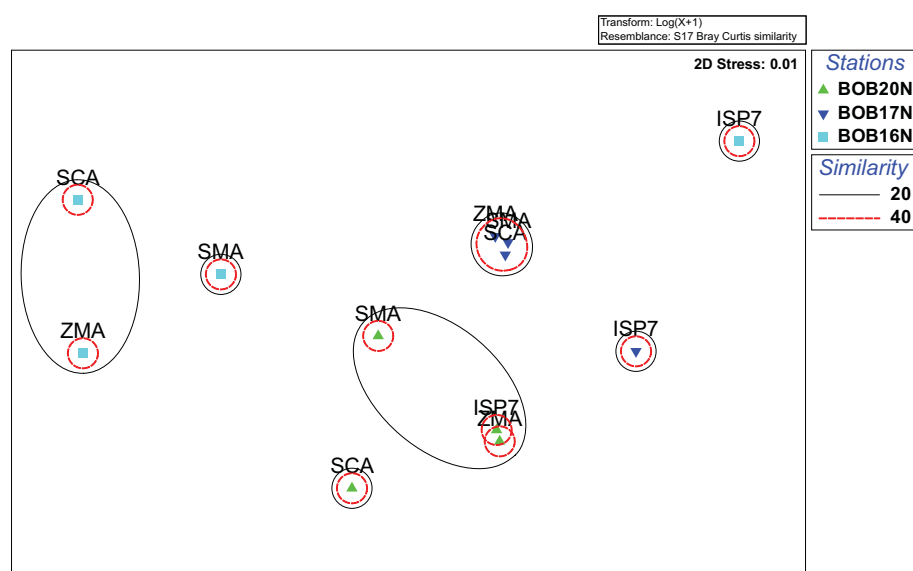 Transform: Log(X+1)
Resemblance: S17 Bray Curtis similarity
2D Stress: 0.01
Stations
BOB20N
BOB17N
BOB16N
Similarity
20
40
ISP7
SCA
ZMA
SMA
SCA
SMA
SMA
ZMA
ISP7
ISP7
ZMA
SCA